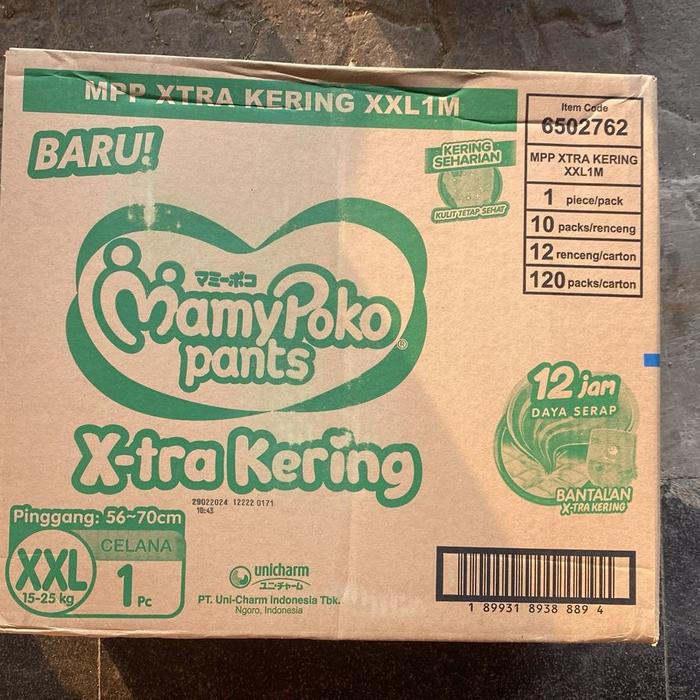 MPP XTRA KERING XXL1M
BARU!
KERING
SEHARIAN
KULIT TETAP SEHAT
Item Code
6502762
MPP XTRA KERING
XXL1M
1 piece/pack
10 packs/renceng
12 renceng/carton
120 packs/carton
マミーポコ
MamyPoko
pants
®
X-tra Kering
12 jam
DAYA SERAP
BANTALAN
X-TRA KERING
29022024 12222 0171
10:43
Pinggang: 56~70cm
XXL
15-25 kg
CELANA
1 Pc
unicharm
ユニ・チャーム
PT. Uni-Charm Indonesia Tbk.
Ngoro, Indonesia
1 89931 8938 889 4